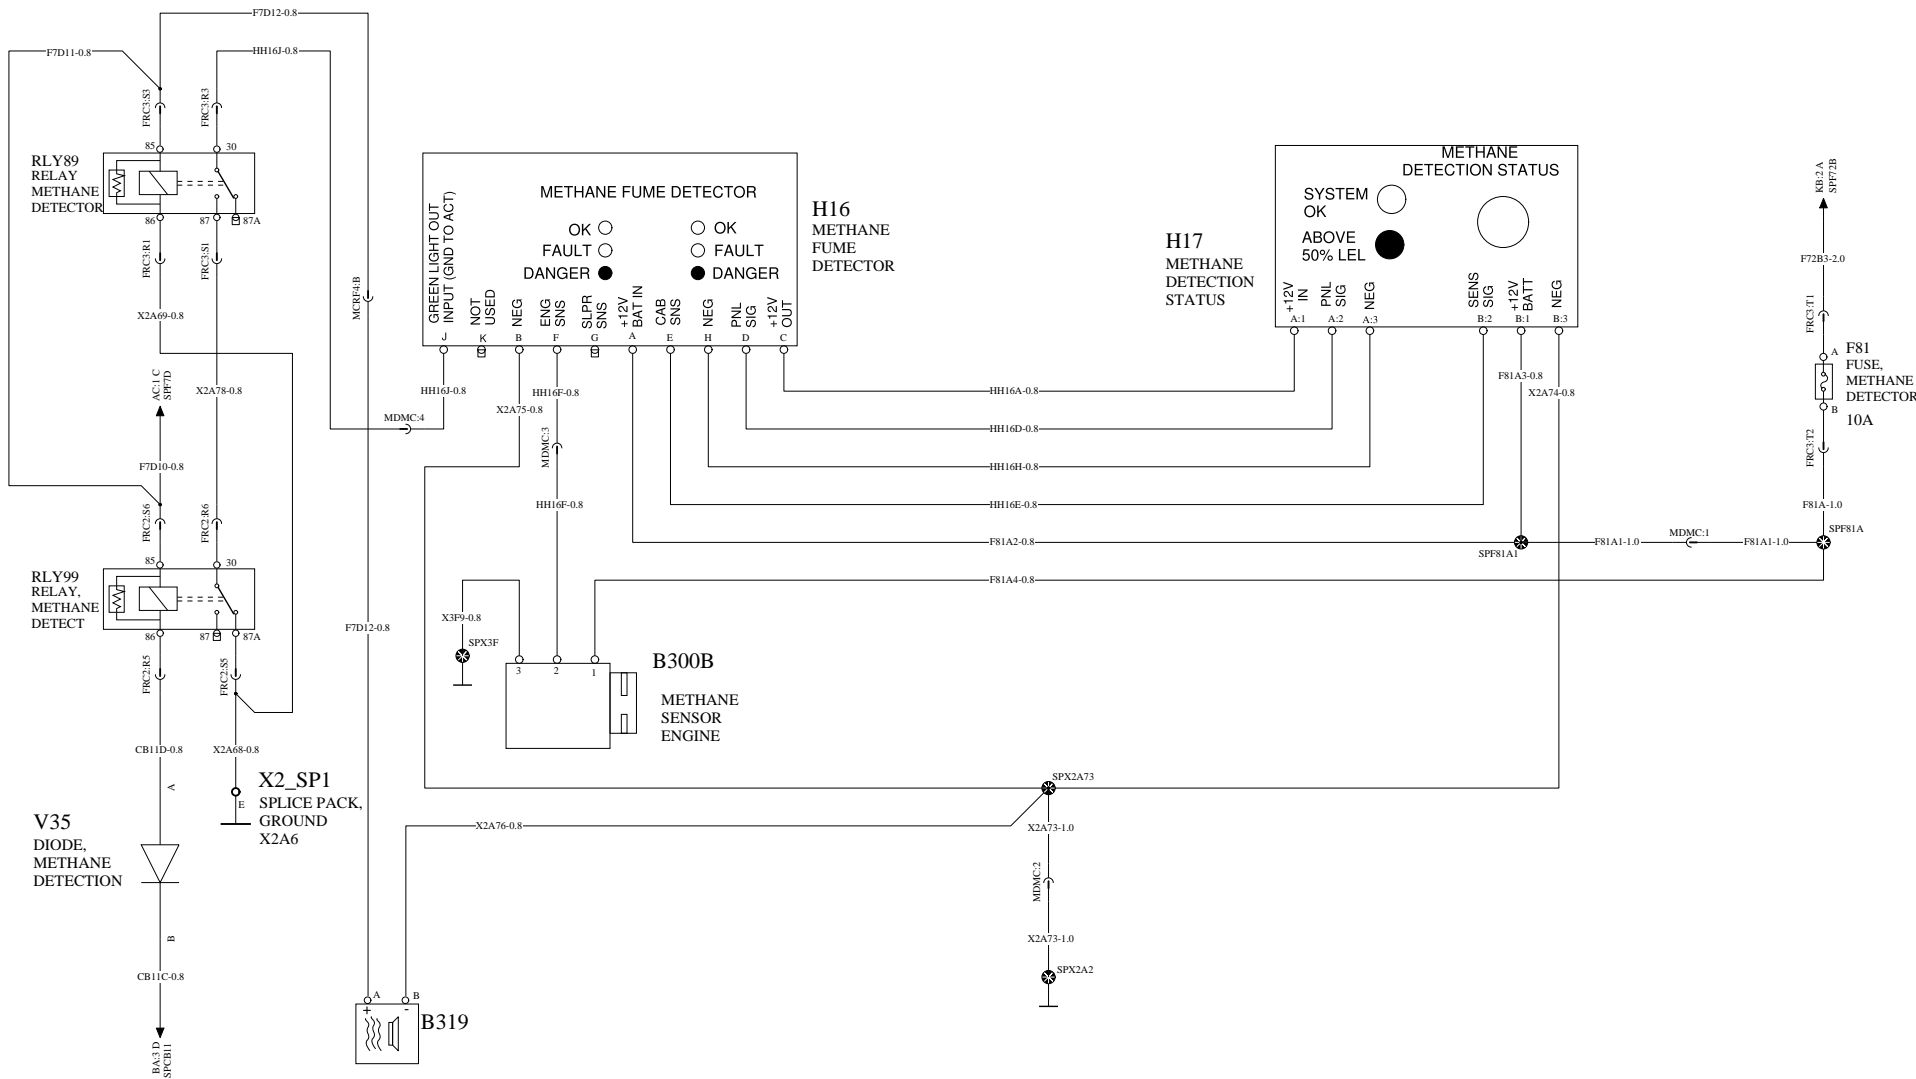 F7D12-0.8
F7D11-0.8
HH16J-0.8
FRC3:S3
FRC3:R3
85
30
RLY89
RELAY
METHANE
DETECTOR
86
87
87A
FRC3:R1
FRC3:S1
X2A69-0.8
AC:1 C
SPF7D
X2A78-0.8
F7D10-0.8
FRC2:S6
FRC2:R6
85
30
RLY99
RELAY,
METHANE
DETECT
86
87
87A
FRC2:R5
FRC2:S5
CB11D-0.8
X2A68-0.8
A
E
X2_SP1
SPLICE PACK,
GROUND
X2A6
V35
DIODE,
METHANE
DETECTION
B
CB11C-0.8
BA:3 D
SPCB11
MCRF4:B
F7D12-0.8
MDMC:4
METHANE FUME DETECTOR
OK
OK
FAULT
FAULT
DANGER
DANGER
GREEN LIGHT OUT
INPUT (GND TO ACT)
NOT
USED
NEG
ENG
SNS
SLPR
SNS
+12V
BAT IN
CAB
SNS
NEG
PNL
SIG
+12V
OUT
J
K
B
F
G
A
E
H
D
C
H16
METHANE
FUME
DETECTOR
HH16J-0.8
X2A75-0.8
HH16F-0.8
MDMC:3
HH16F-0.8
HH16A-0.8
HH16D-0.8
HH16H-0.8
HH16E-0.8
F81A2-0.8
F81A4-0.8
H17
METHANE
DETECTION
STATUS
METHANE
DETECTION STATUS
SYSTEM
OK
ABOVE
50% LEL
+12V
IN
PNL
SIG
NEG
SENS
SIG
+12V
BATT
NEG
A:1
A:2
A:3
B:2
B:1
B:3
F81A3-0.8
X2A74-0.8
SPF81A1
F81A1-1.0
MDMC:1
F81A1-1.0
SPF81A
KB:2 A
SPF72B
F72B3-2.0
FRC3:T1
A
F81
FUSE,
METHANE
DETECTOR
B
10A
FRC3:T2
F81A-1.0
X3F9-0.8
SPX3F
3
2
1
B300B
METHANE
SENSOR
ENGINE
SPX2A73
X2A76-0.8
X2A73-1.0
MDMC:2
X2A73-1.0
SPX2A2
A
B
+
-
B319